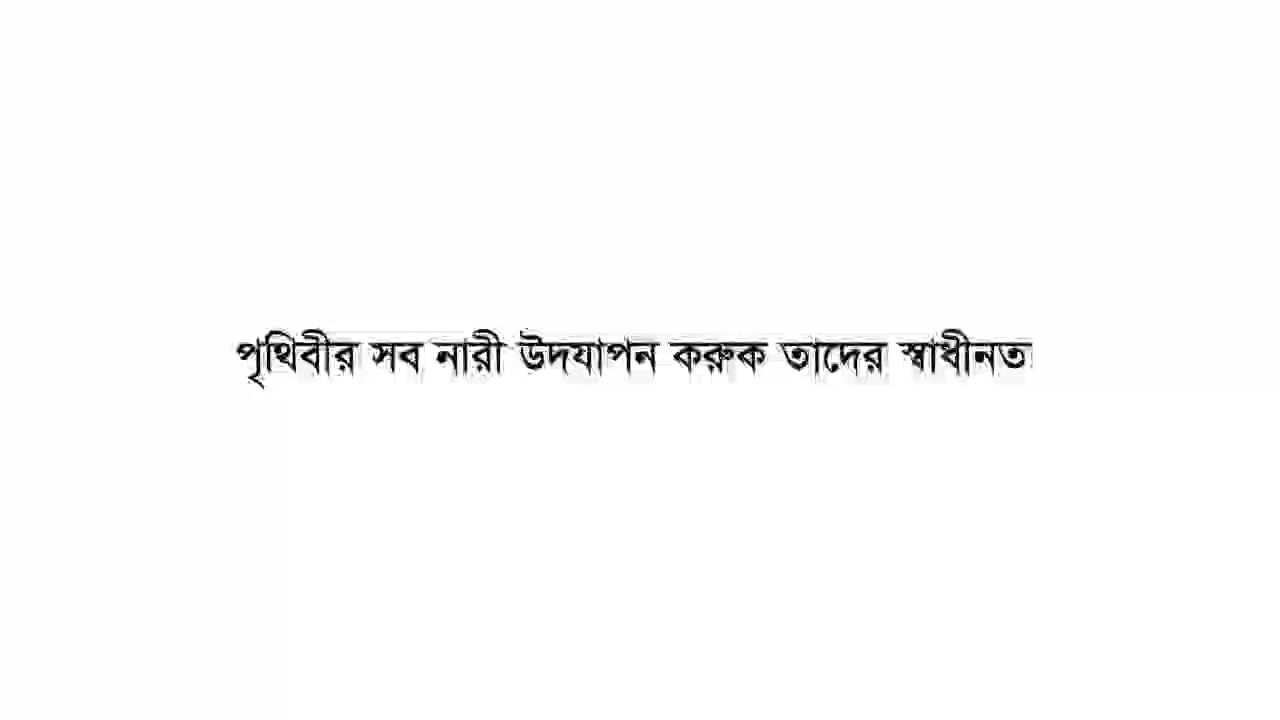 পৃথিবীর সব নারী উদযাপন করুক তাদের স্বাধীনত